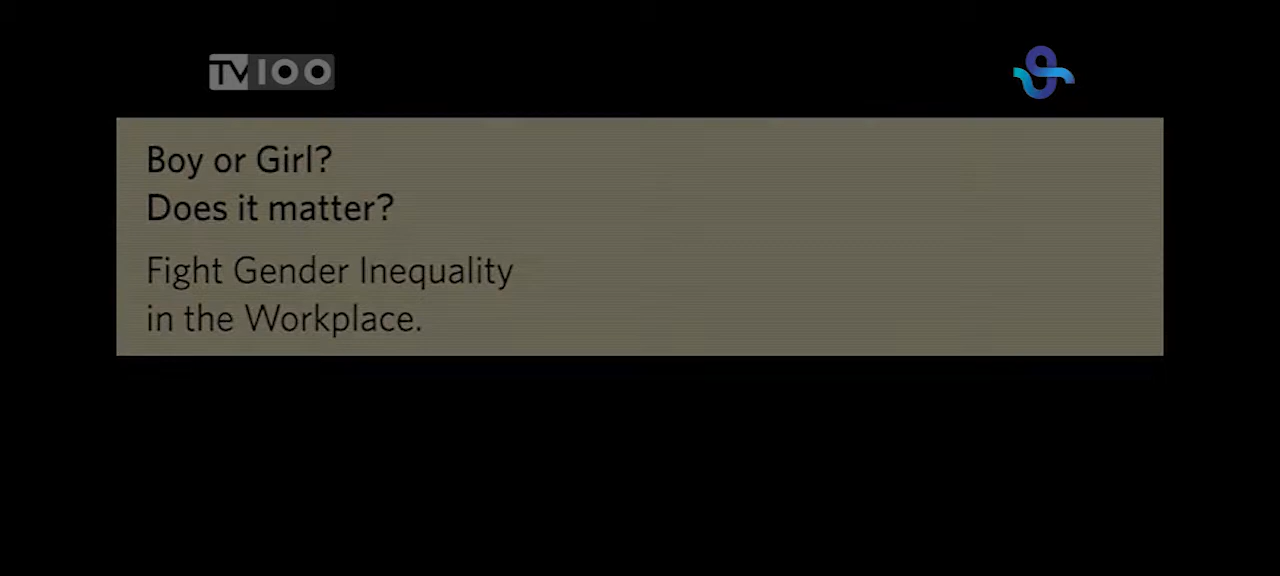 TV100
Boy or Girl?
Does it matter?
Fight Gender Inequality
in the Workplace.